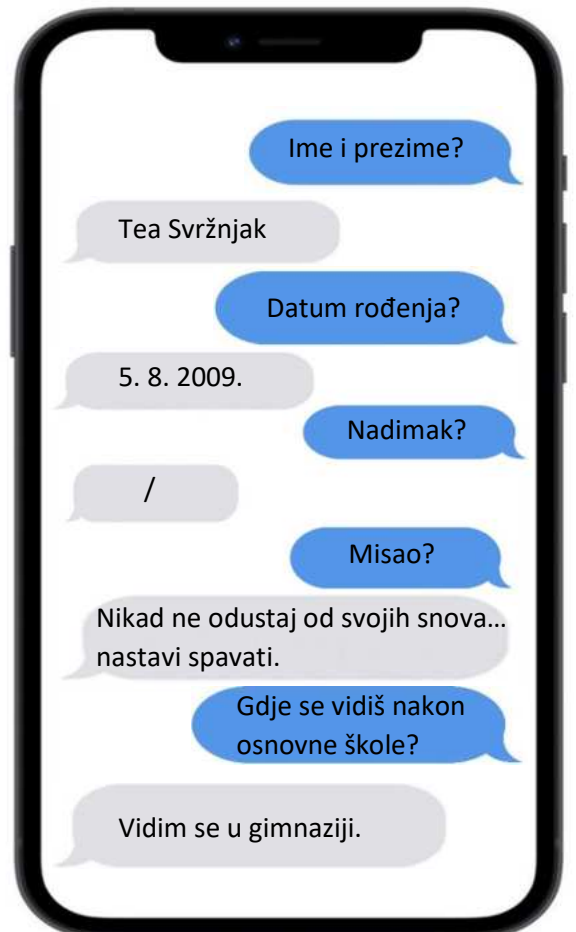 Ime i prezime?
Tea Svržnjak
Datum rođenja?
5. 8. 2009.
Nadimak?
/
Misao?
Nikad ne odustaj od svojih snova…
nastavi spavati.
Gdje se vidiš nakon
osnovne škole?
Vidim se u gimnaziji.